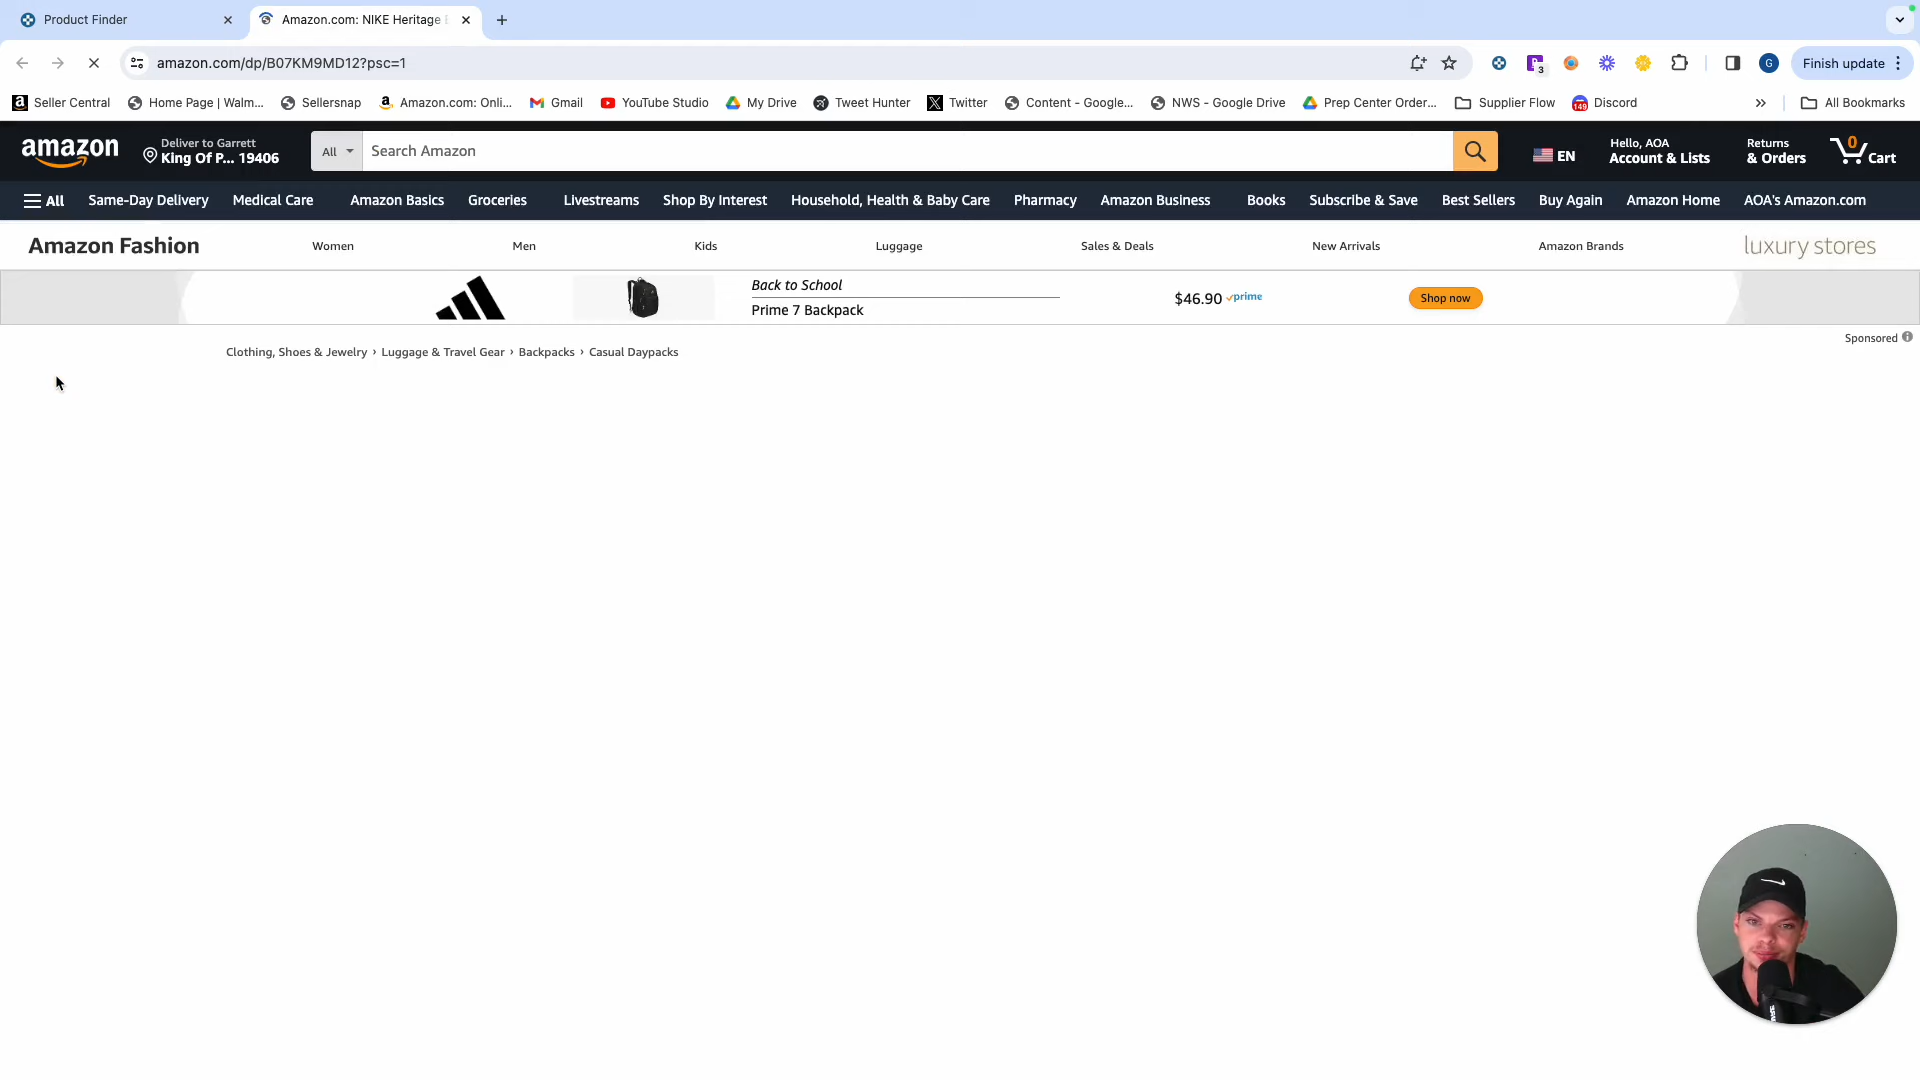 Product Finder
Amazon.com: NIKE Heritage
amazon.com/dp/B07KM9MD12?psc=1
3
G
Finish update
Seller Central
Home Page | Walm...
Sellersnap
Amazon.com: Onli...
Gmail
YouTube Studio
My Drive
Tweet Hunter
Twitter
Content - Google...
NWS - Google Drive
Prep Center Order...
Supplier Flow
149
Discord
»
All Bookmarks
amazon
Deliver to Garrett
King Of P... 19406
All
Search Amazon
EN
Hello, AOA
Account & Lists
Returns
& Orders
0
Cart
All
Same-Day Delivery
Medical Care
Amazon Basics
Groceries
Livestreams
Shop By Interest
Household, Health & Baby Care
Pharmacy
Amazon Business
Books
Subscribe & Save
Best Sellers
Buy Again
Amazon Home
AOA's Amazon.com
Amazon Fashion
Women
Men
Kids
Luggage
Sales & Deals
New Arrivals
Amazon Brands
luxury stores
Back to School
Prime 7 Backpack
$46.90 prime
Shop now
Sponsored
Clothing, Shoes & Jewelry › Luggage & Travel Gear › Backpacks › Casual Daypacks